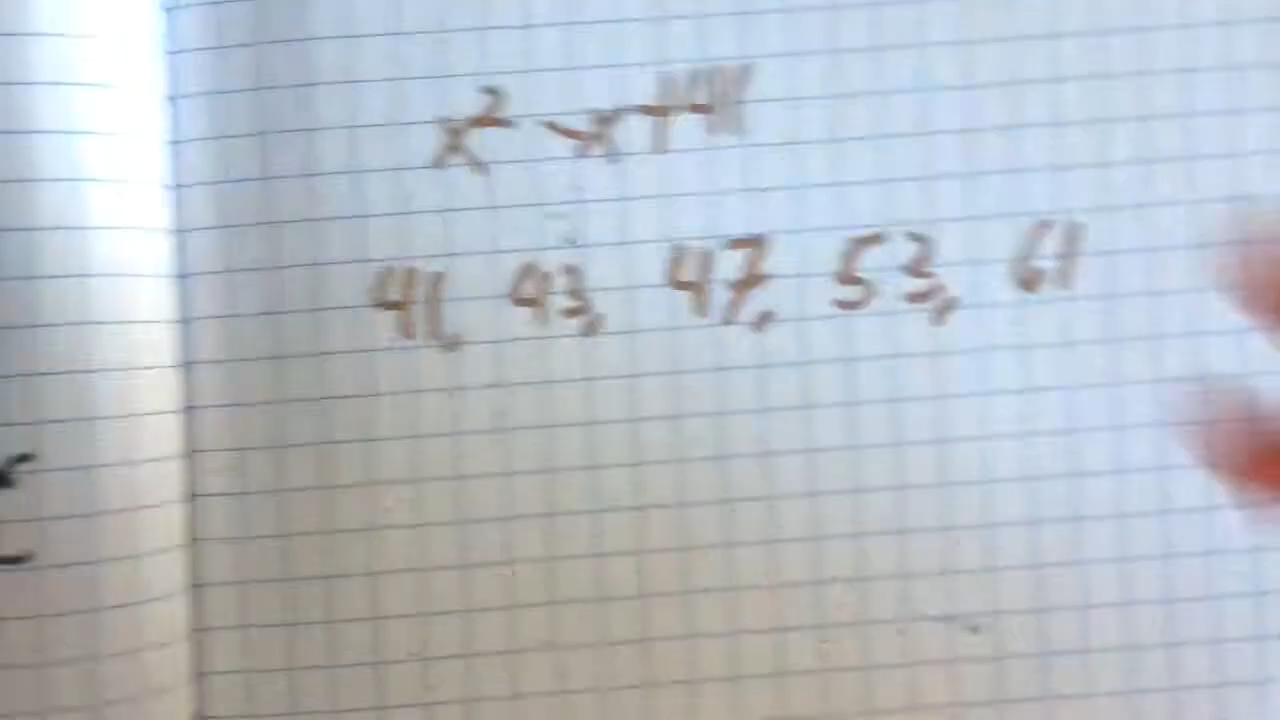 x² - x + 41
41, 43, 47, 53, 61